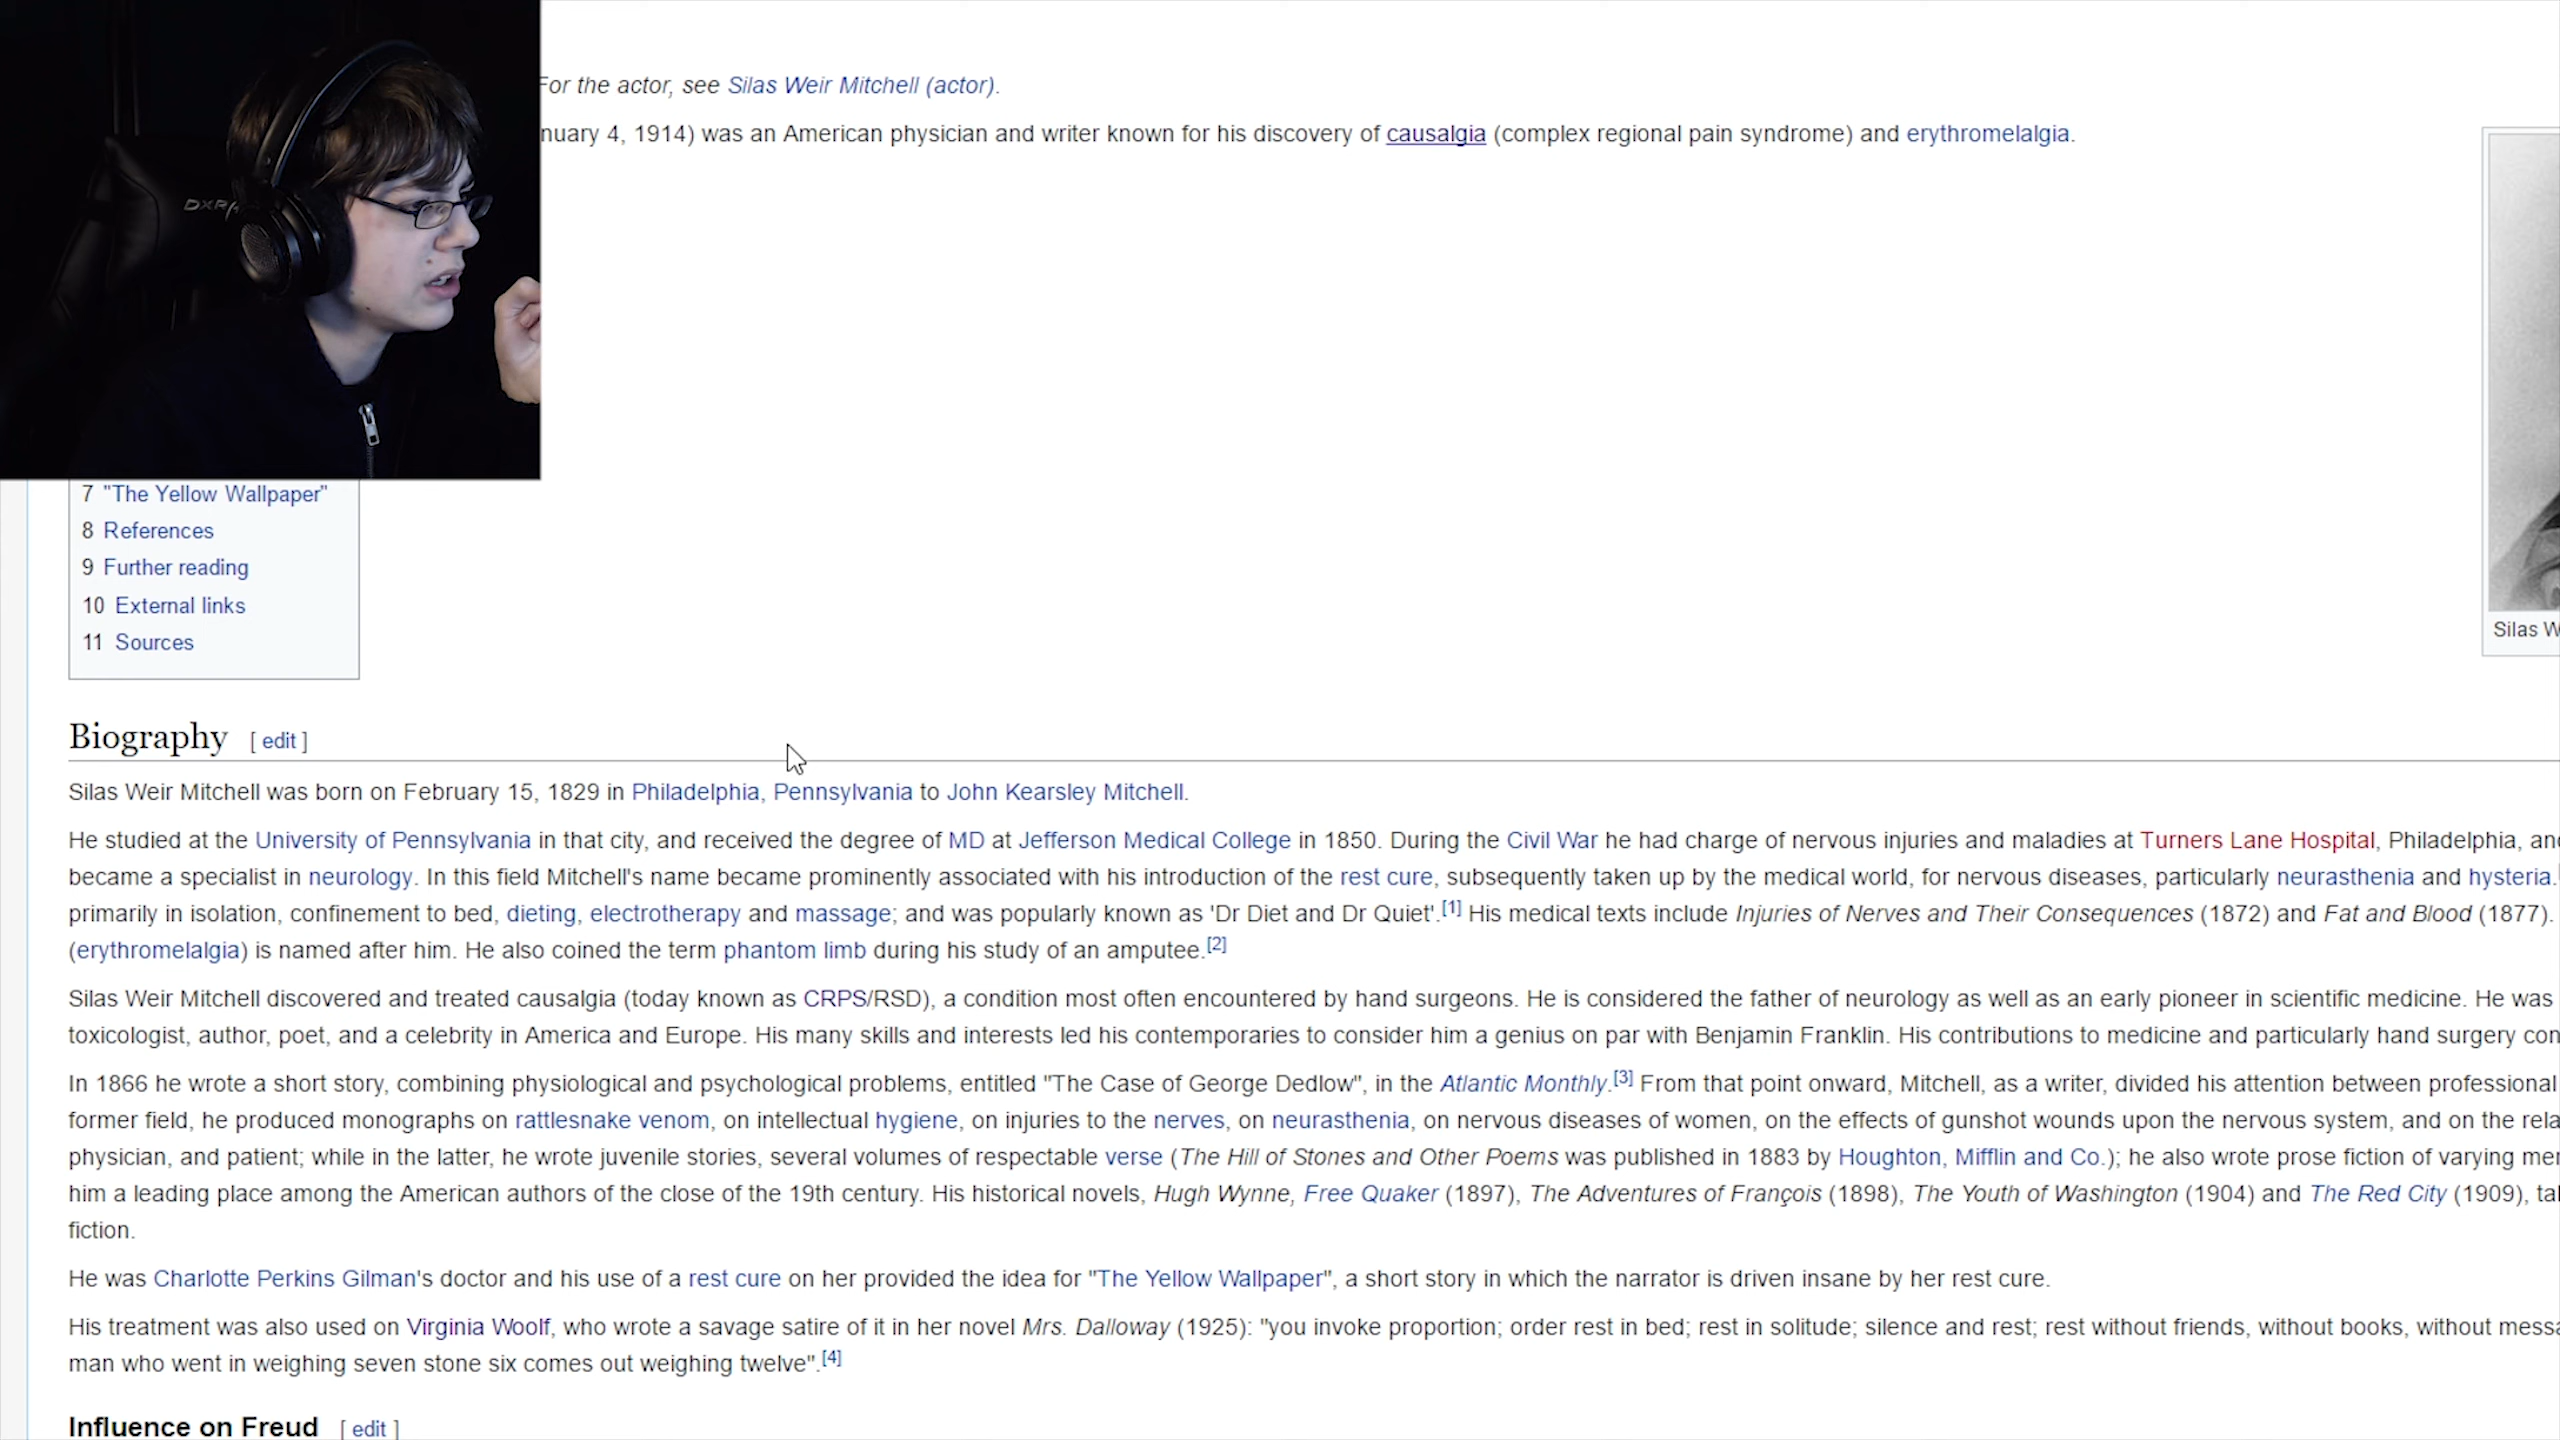 For the actor, see Silas Weir Mitchell (actor).
nuary 4, 1914) was an American physician and writer known for his discovery of causalgia (complex regional pain syndrome) and erythromelalgia.
DXR
7 "The Yellow Wallpaper"
8 References
9 Further reading
10 External links
11 Sources
Silas W
Biography [ edit ]
Silas Weir Mitchell was born on February 15, 1829 in Philadelphia, Pennsylvania to John Kearsley Mitchell.
He studied at the University of Pennsylvania in that city, and received the degree of MD at Jefferson Medical College in 1850. During the Civil War he had charge of nervous injuries and maladies at Turners Lane Hospital, Philadelphia, and
became a specialist in neurology. In this field Mitchell's name became prominently associated with his introduction of the rest cure, subsequently taken up by the medical world, for nervous diseases, particularly neurasthenia and hysteria.
primarily in isolation, confinement to bed, dieting, electrotherapy and massage; and was popularly known as 'Dr Diet and Dr Quiet'.[1] His medical texts include Injuries of Nerves and Their Consequences (1872) and Fat and Blood (1877).
(erythromelalgia) is named after him. He also coined the term phantom limb during his study of an amputee.[2]
Silas Weir Mitchell discovered and treated causalgia (today known as CRPS/RSD), a condition most often encountered by hand surgeons. He is considered the father of neurology as well as an early pioneer in scientific medicine. He was
toxicologist, author, poet, and a celebrity in America and Europe. His many skills and interests led his contemporaries to consider him a genius on par with Benjamin Franklin. His contributions to medicine and particularly hand surgery con
In 1866 he wrote a short story, combining physiological and psychological problems, entitled "The Case of George Dedlow", in the Atlantic Monthly.[3] From that point onward, Mitchell, as a writer, divided his attention between professional
former field, he produced monographs on rattlesnake venom, on intellectual hygiene, on injuries to the nerves, on neurasthenia, on nervous diseases of women, on the effects of gunshot wounds upon the nervous system, and on the rela
physician, and patient; while in the latter, he wrote juvenile stories, several volumes of respectable verse (The Hill of Stones and Other Poems was published in 1883 by Houghton, Mifflin and Co.); he also wrote prose fiction of varying mer
him a leading place among the American authors of the close of the 19th century. His historical novels, Hugh Wynne, Free Quaker (1897), The Adventures of François (1898), The Youth of Washington (1904) and The Red City (1909), tal
fiction.
He was Charlotte Perkins Gilman's doctor and his use of a rest cure on her provided the idea for "The Yellow Wallpaper", a short story in which the narrator is driven insane by her rest cure.
His treatment was also used on Virginia Woolf, who wrote a savage satire of it in her novel Mrs. Dalloway (1925): "you invoke proportion; order rest in bed; rest in solitude; silence and rest; rest without friends, without books, without messa
man who went in weighing seven stone six comes out weighing twelve".[4]
Influence on Freud [ edit ]